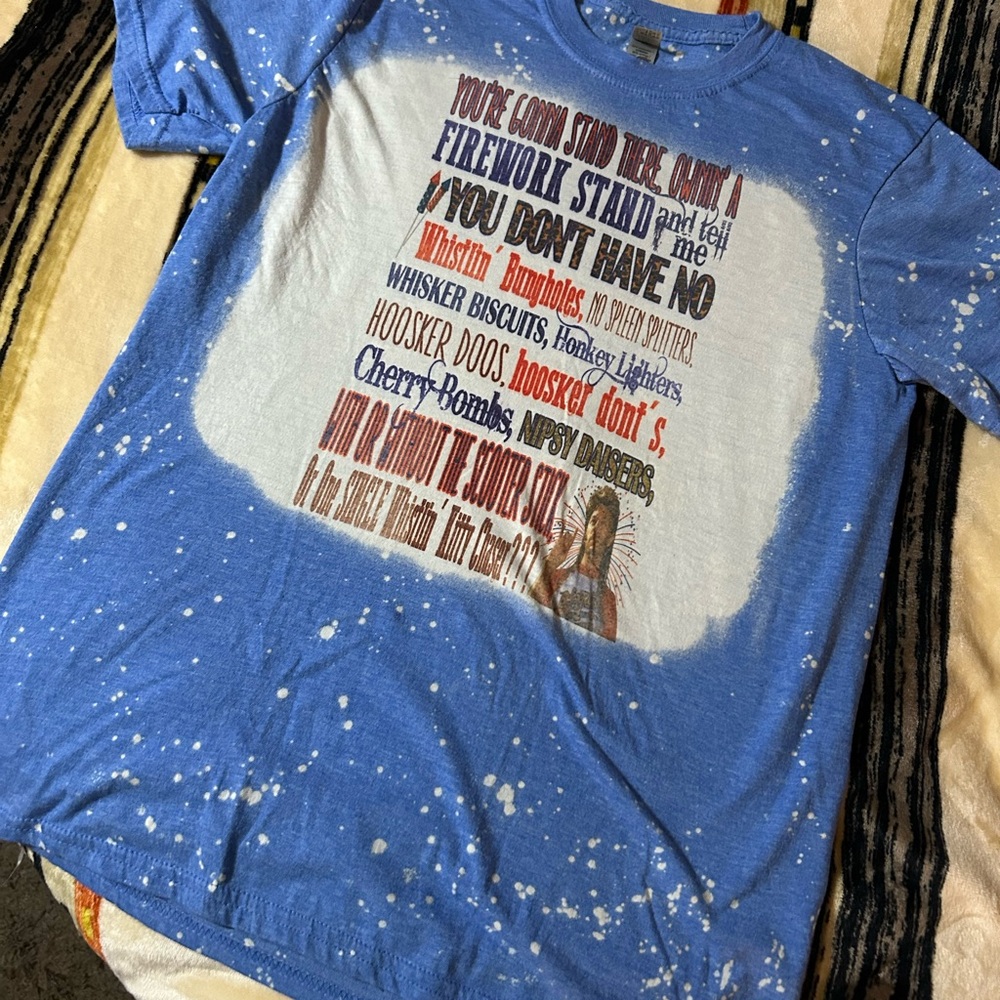 YOU'RE GONNA STAND THERE, OWNIN' A
FIREWORK STAND and tell me
YOU DON'T HAVE NO
Whistlin' Bungholes, NO SPLEEN SPLITTERS,
WHISKER BISCUITS, Honkey Lighters,
HOOSKER DOOS, hoosker dont's,
Cherry Bombs, NIPSY DAISERS,
WITH OR WITHOUT THE SCOOTER STICK
Or One SINGLE Whistlin' Kitty Chaser???